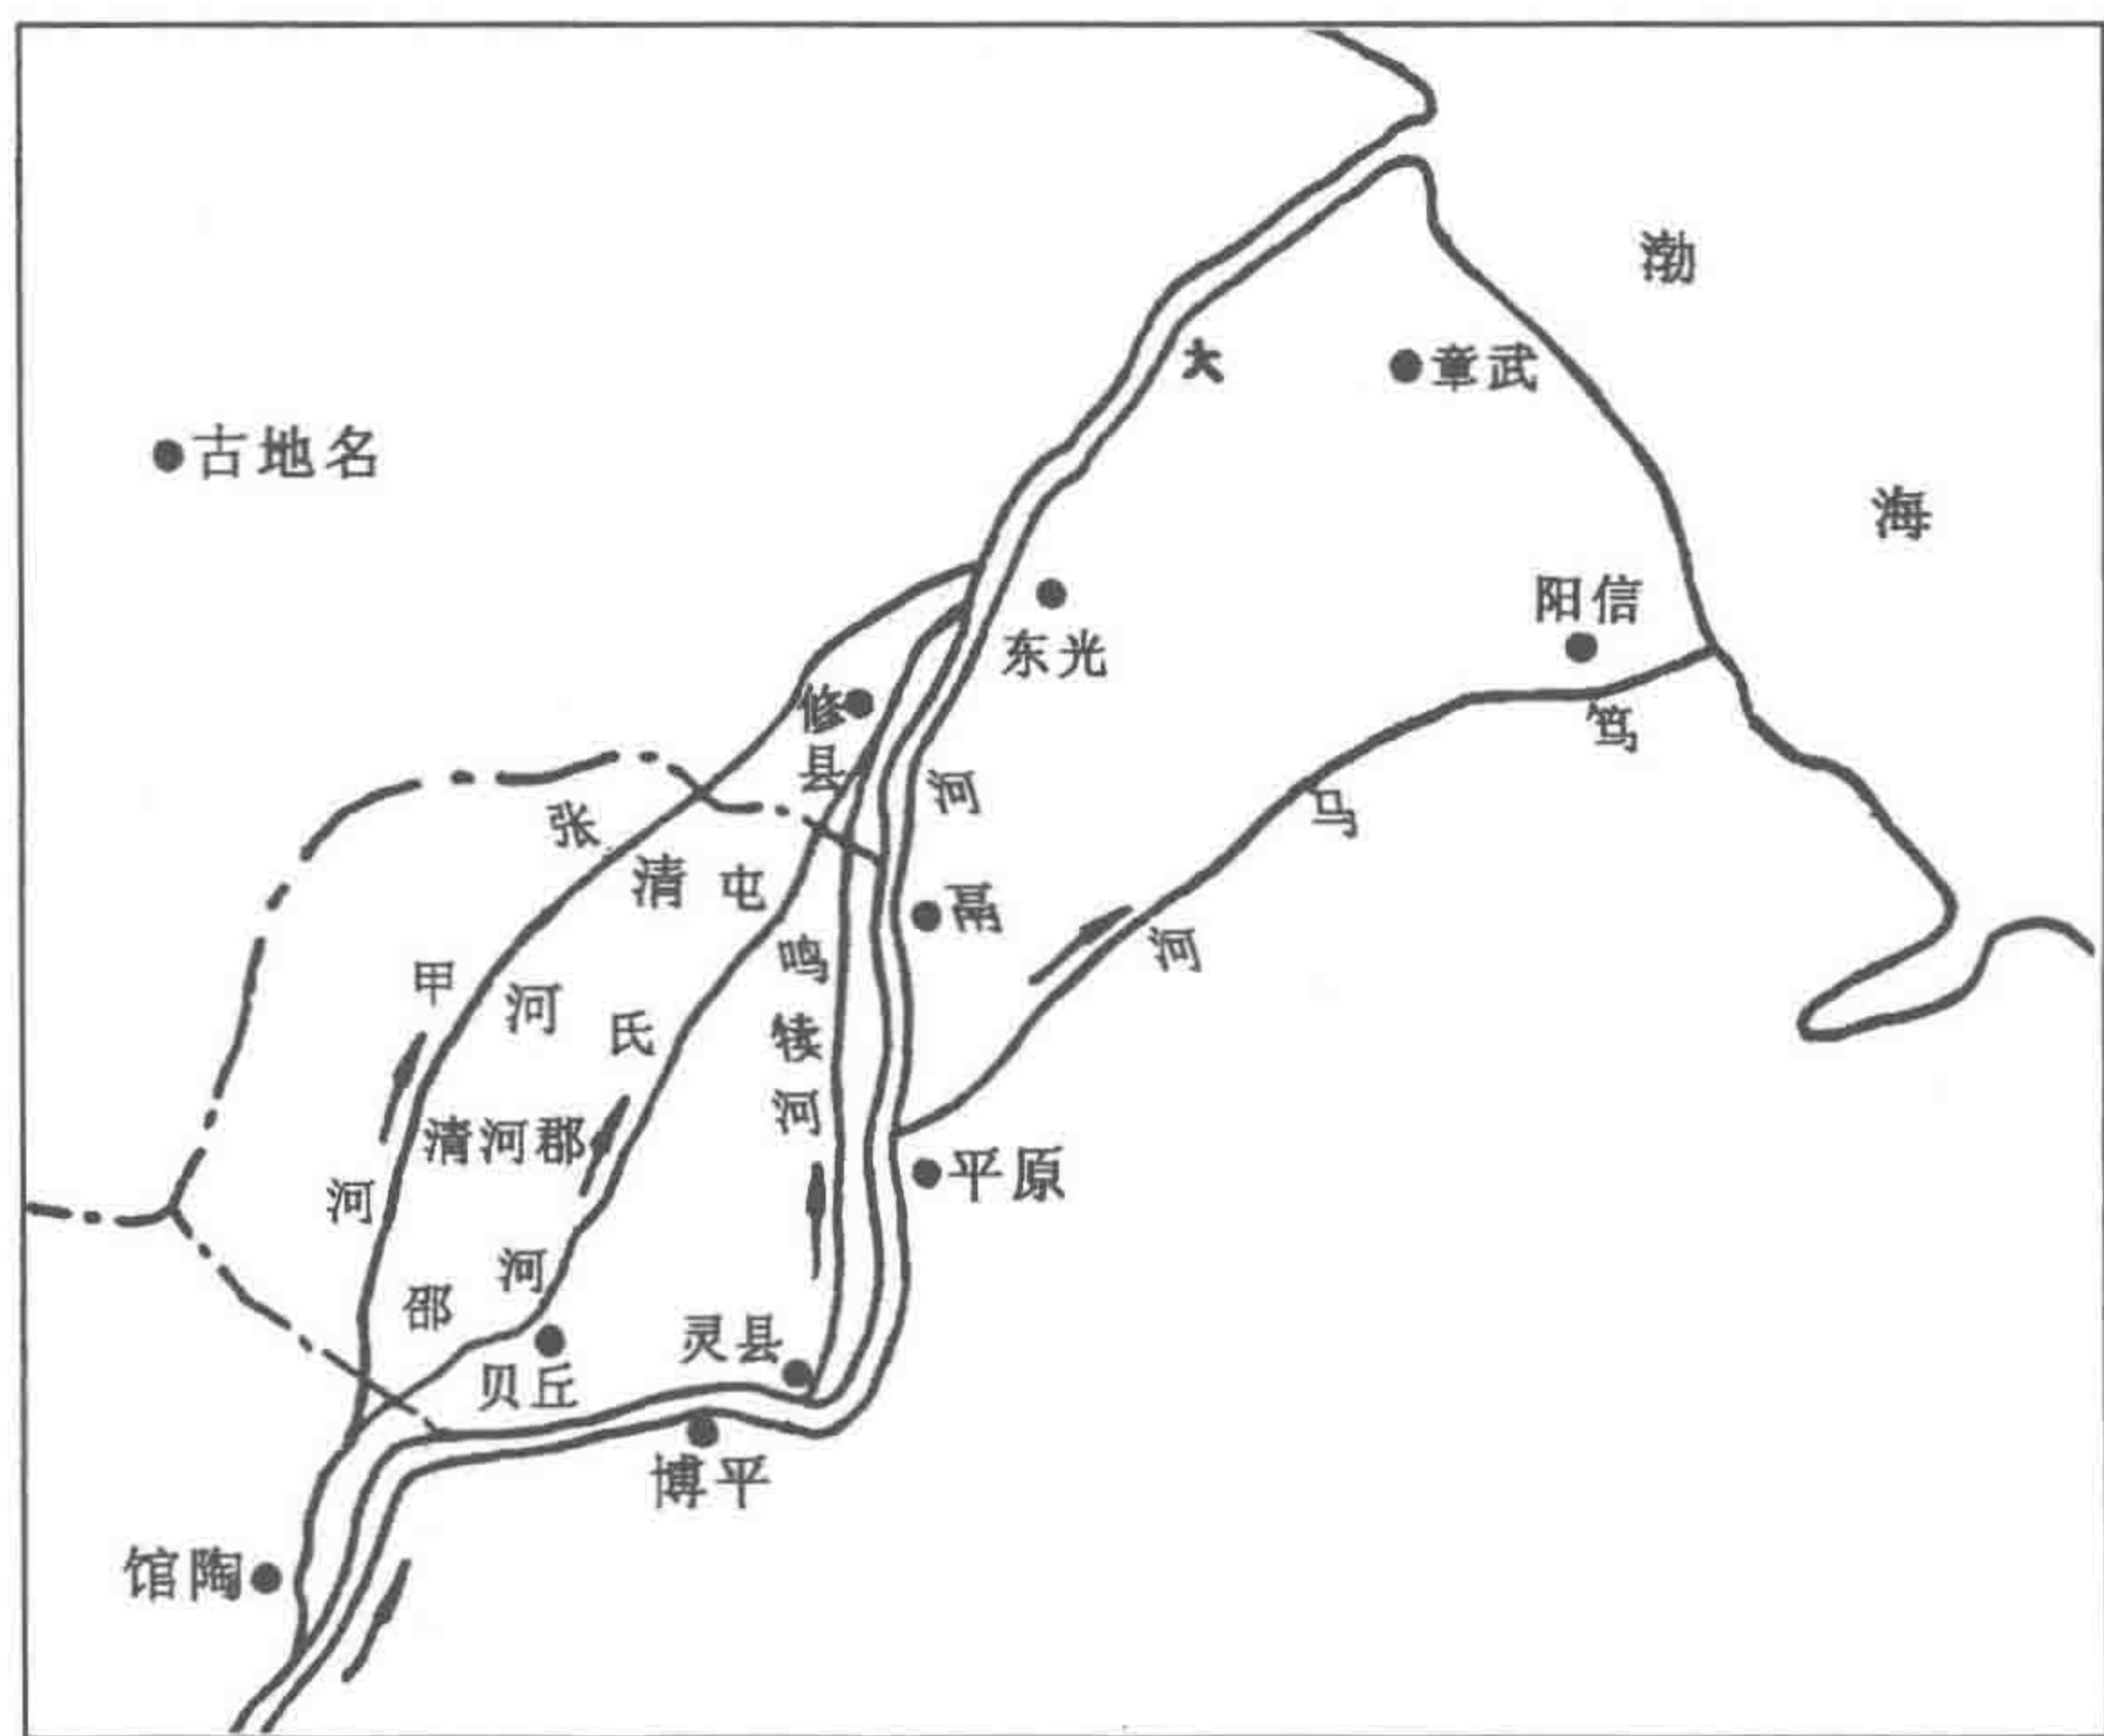 渤
海
大
章武
古地名
阳信
东光
修
县
笃
马
河
河
张
甲
河
清
河
屯
氏
河
邵
鬲
鸣
犊
河
清河郡
平原
灵县
贝丘
博平
馆陶